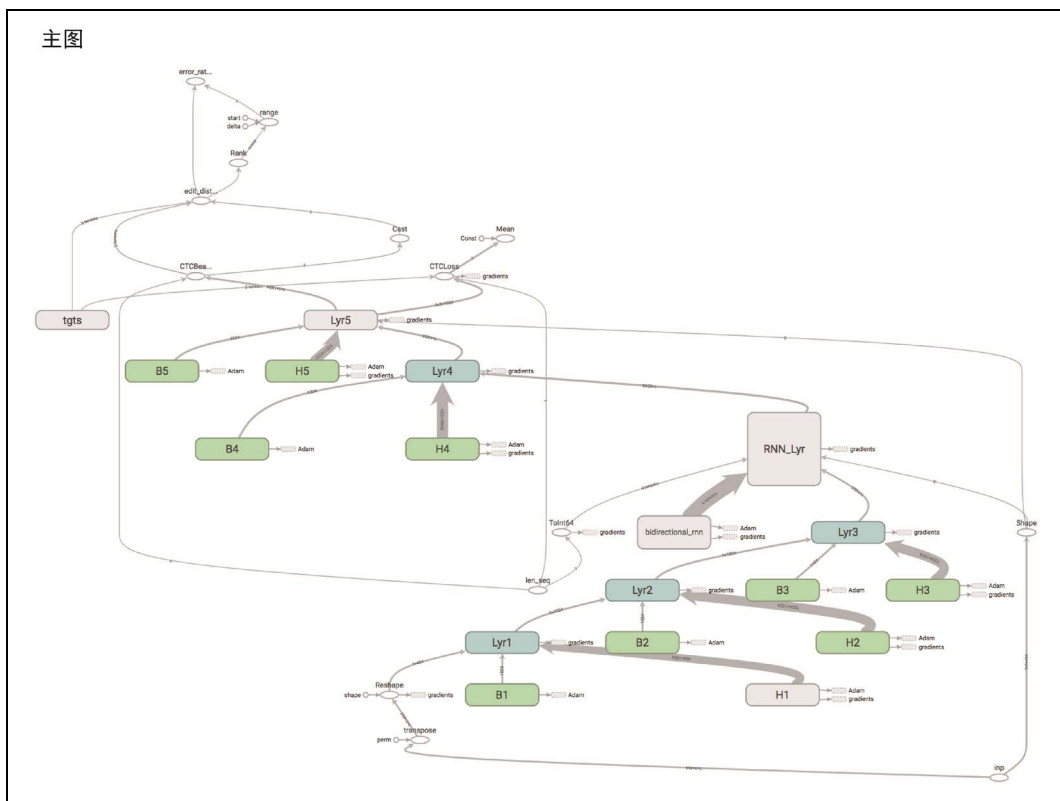 主图
error_rat...
range
start
delta
Rank
edit_dist...
Cast
Const
Mean
CTCBea...
CTCLoss
gradients
tgts
Lyr5
gradients
B5
Adam
H5
Adam
gradients
Lyr4
gradients
B4
Adam
H4
Adam
gradients
RNN_Lyr
gradients
bidirectional_rnn
Adam
gradients
ToInt64
gradients
Lyr3
gradients
Shape
len_seq
Lyr2
gradients
B3
Adam
H3
Adam
gradients
Lyr1
gradients
B2
Adam
H2
Adam
gradients
Reshape
shape
gradients
B1
Adam
H1
Adam
gradients
perm
transpose
inp